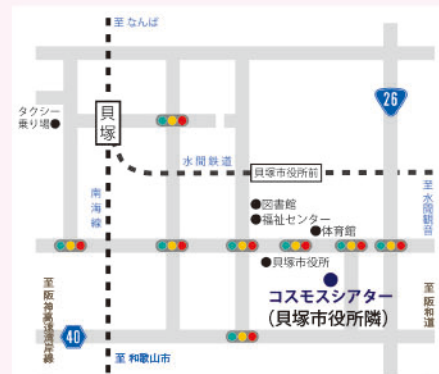 至 なんば
26
タクシー
乗り場
貝塚
水間鉄道
貝塚市役所前
至 水間観音
南海線
図書館
福祉センター
体育館
貝塚市役所
コスモスシアター
(貝塚市役所隣)
至 阪神高速湾岸線
40
至 和歌山市
至 阪和道